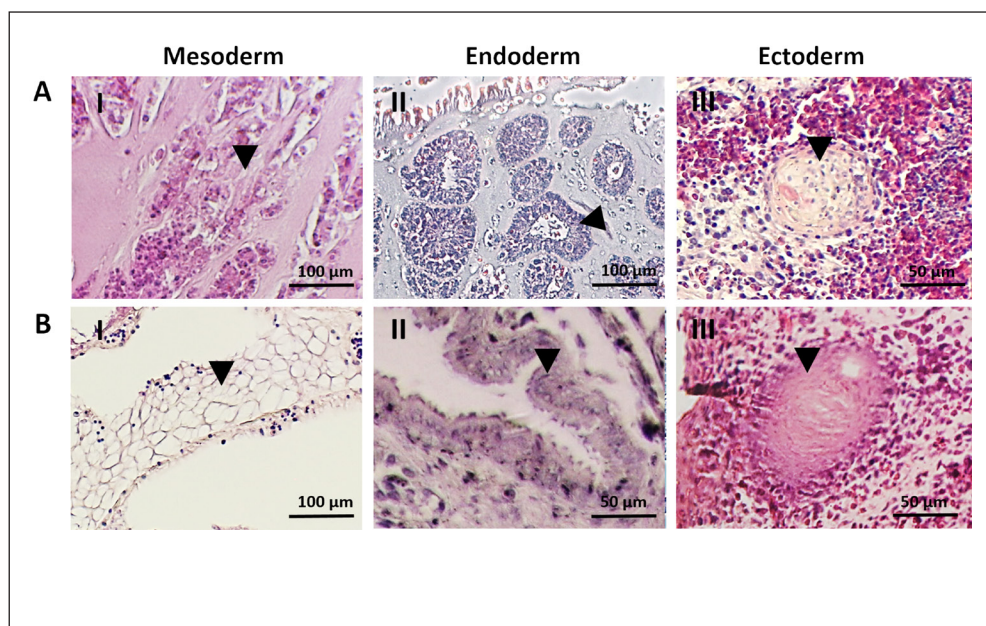 Mesoderm Endoderm Ectoderm
A I II III
100 µm 100 µm 50 µm
B I II III
100 µm 50 µm 50 µm